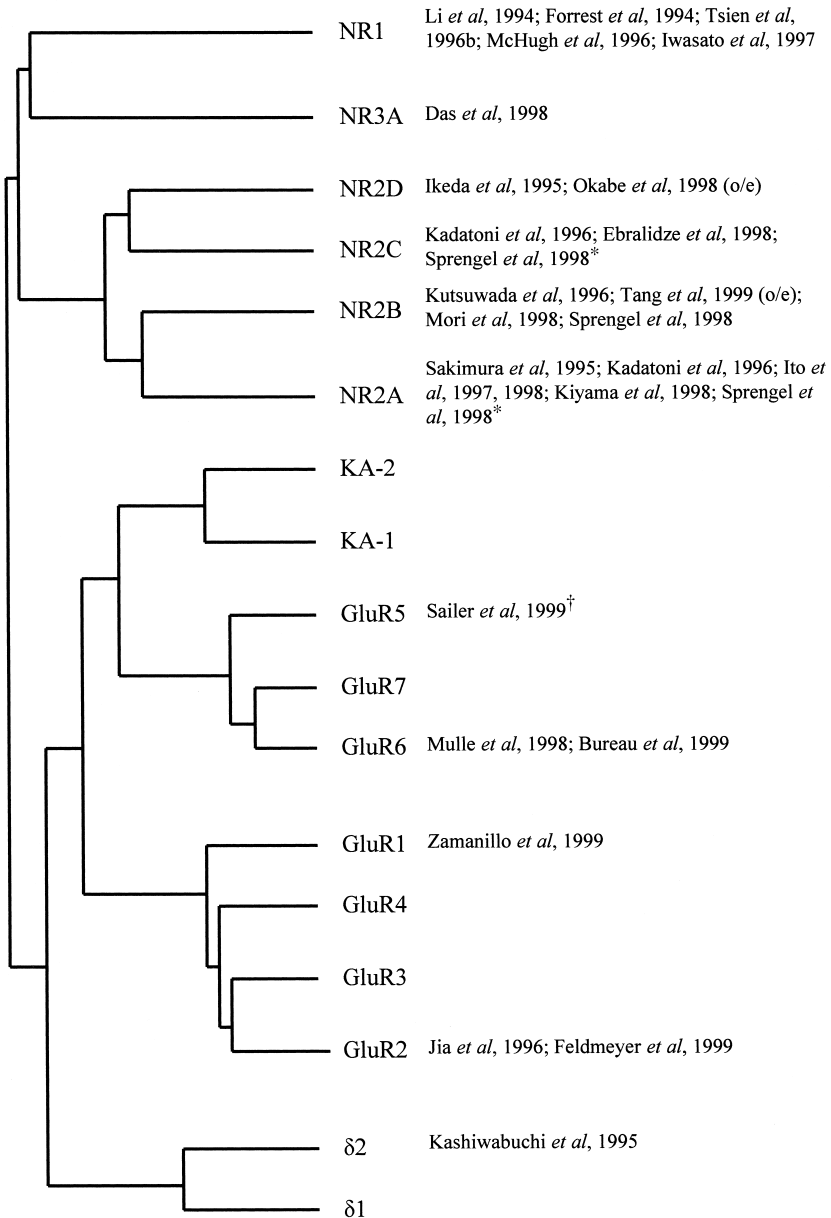 NR1 Li et al, 1994; Forrest et al, 1994; Tsien et al,
1996b; McHugh et al, 1996; Iwasato et al, 1997
NR3A Das et al, 1998
NR2D Ikeda et al, 1995; Okabe et al, 1998 (o/e)
NR2C Kadatoni et al, 1996; Ebralidze et al, 1998;
Sprengel et al, 1998*
NR2B Kutsuwada et al, 1996; Tang et al, 1999 (o/e);
Mori et al, 1998; Sprengel et al, 1998
NR2A Sakimura et al, 1995; Kadatoni et al, 1996; Ito et
al, 1997, 1998; Kiyama et al, 1998; Sprengel et
al, 1998*
KA-2
KA-1
GluR5 Sailer et al, 1999†
GluR7
GluR6 Mulle et al, 1998; Bureau et al, 1999
GluR1 Zamanillo et al, 1999
GluR4
GluR3
GluR2 Jia et al, 1996; Feldmeyer et al, 1999
δ2 Kashiwabuchi et al, 1995
δ1